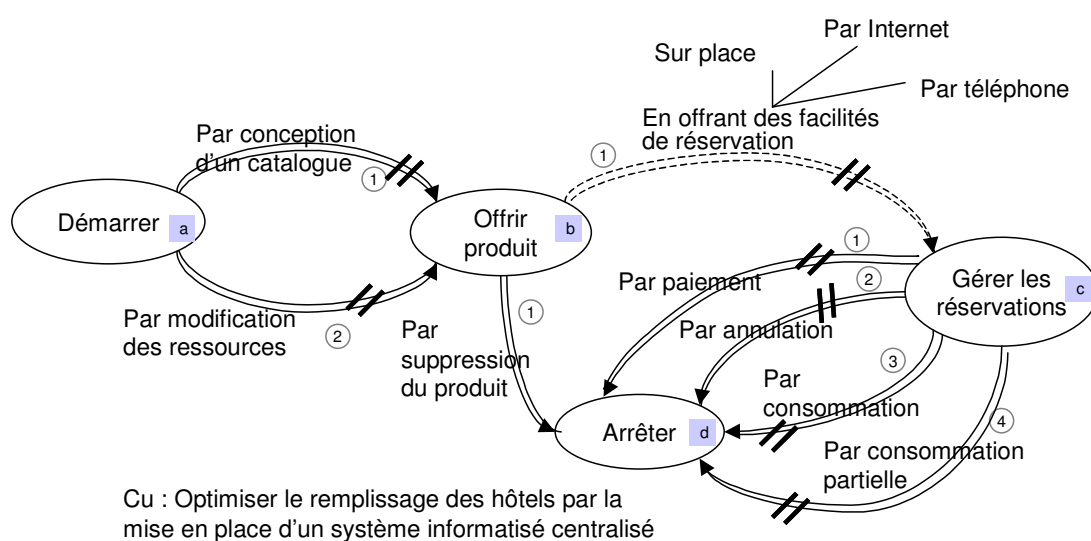 Par Internet
Sur place
Par téléphone
En offrant des facilités
de réservation
Par conception
d'un catalogue
1
1
Démarrer
a
Offrir
produit
b
1
2
Gérer les
réservations
c
Par paiement
Par annulation
Par modification
des ressources
2
1
Par
suppression
du produit
3
Par
consommation
4
Arrêter
d
Par consommation
partielle
Cu : Optimiser le remplissage des hôtels par la
mise en place d'un système informatisé centralisé